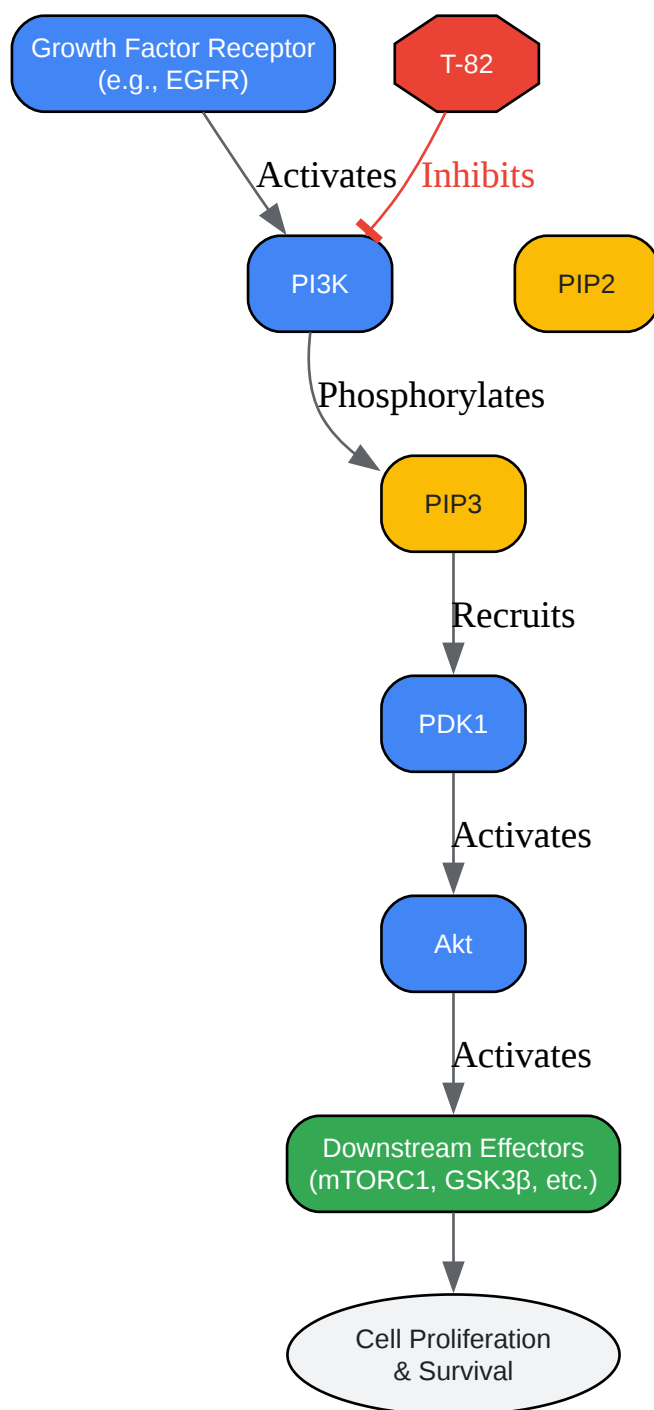 Growth Factor Receptor
(e.g., EGFR)
T-82
Activates
Inhibits
PI3K
PIP2
Phosphorylates
PIP3
Recruits
PDK1
Activates
Akt
Activates
Downstream Effectors
(mTORC1, GSK3β, etc.)
Cell Proliferation
& Survival